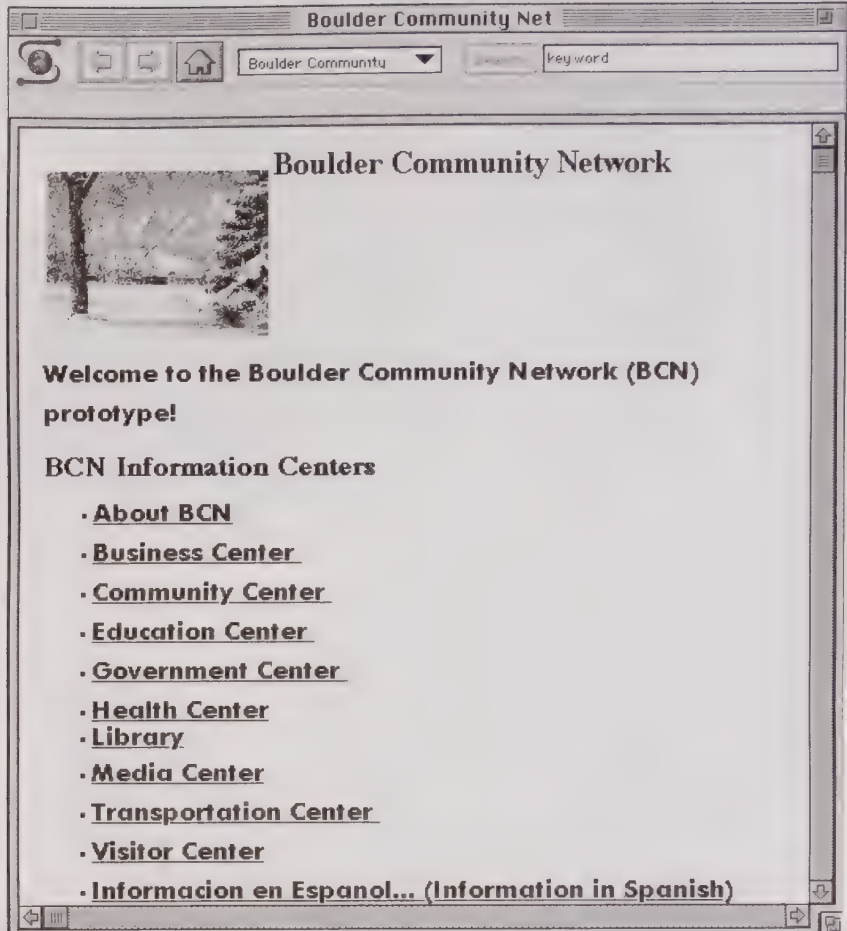 Boulder Community Net
Boulder Community
key word
Boulder Community Network
Welcome to the Boulder Community Network (BCN)
prototype!
BCN Information Centers
· About BCN
· Business Center
· Community Center
· Education Center
· Government Center
· Health Center
· Library
· Media Center
· Transportation Center
· Visitor Center
· Informacion en Espanol... (Information in Spanish)